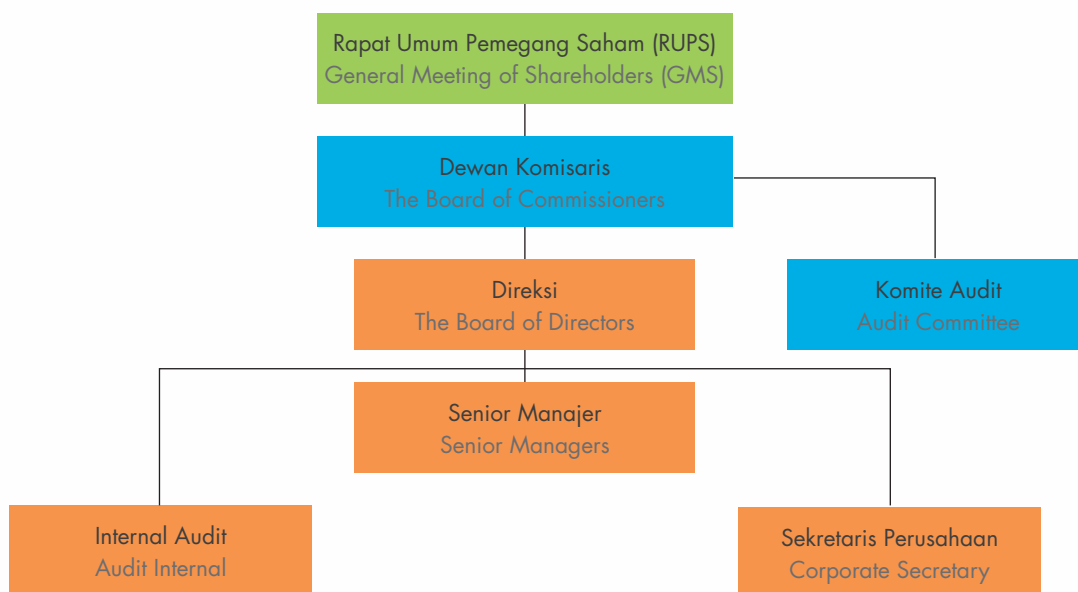 Rapat Umum Pemegang Saham (RUPS)
General Meeting of Shareholders (GMS)
Dewan Komisaris
The Board of Commissioners
Direksi
The Board of Directors
Komite Audit
Audit Committee
Senior Manajer
Senior Managers
Internal Audit
Audit Internal
Sekretaris Perusahaan
Corporate Secretary